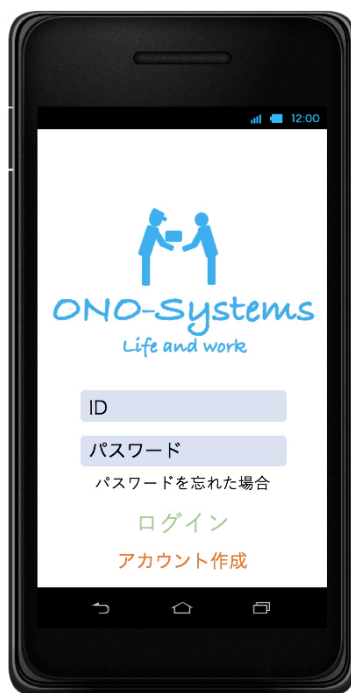 12:00
ONO-Systems
Life and work
ID
パスワード
パスワードを忘れた場合
ログイン
アカウント作成